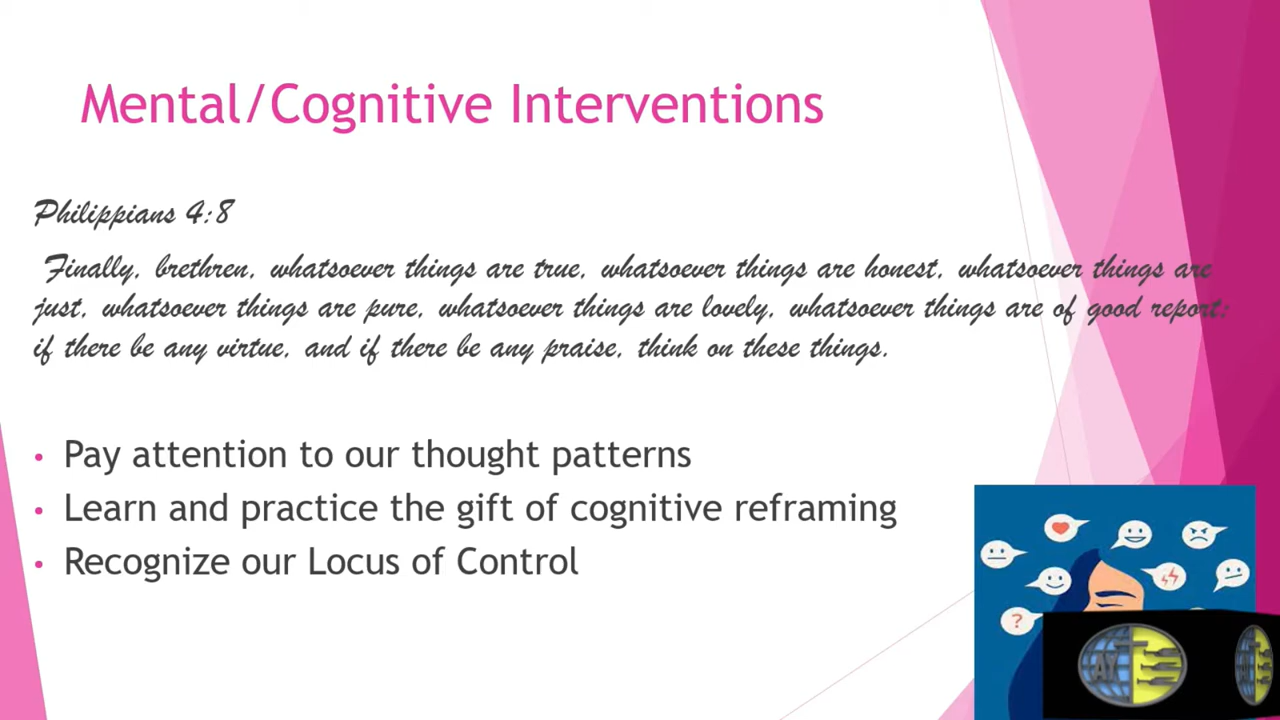 Mental/Cognitive Interventions
Philippians 4:8
Finally, brethren, whatsoever things are true, whatsoever things are honest, whatsoever things are
just, whatsoever things are pure, whatsoever things are lovely, whatsoever things are of good report;
if there be any virtue, and if there be any praise, think on these things.
• Pay attention to our thought patterns
• Learn and practice the gift of cognitive reframing
• Recognize our Locus of Control
?